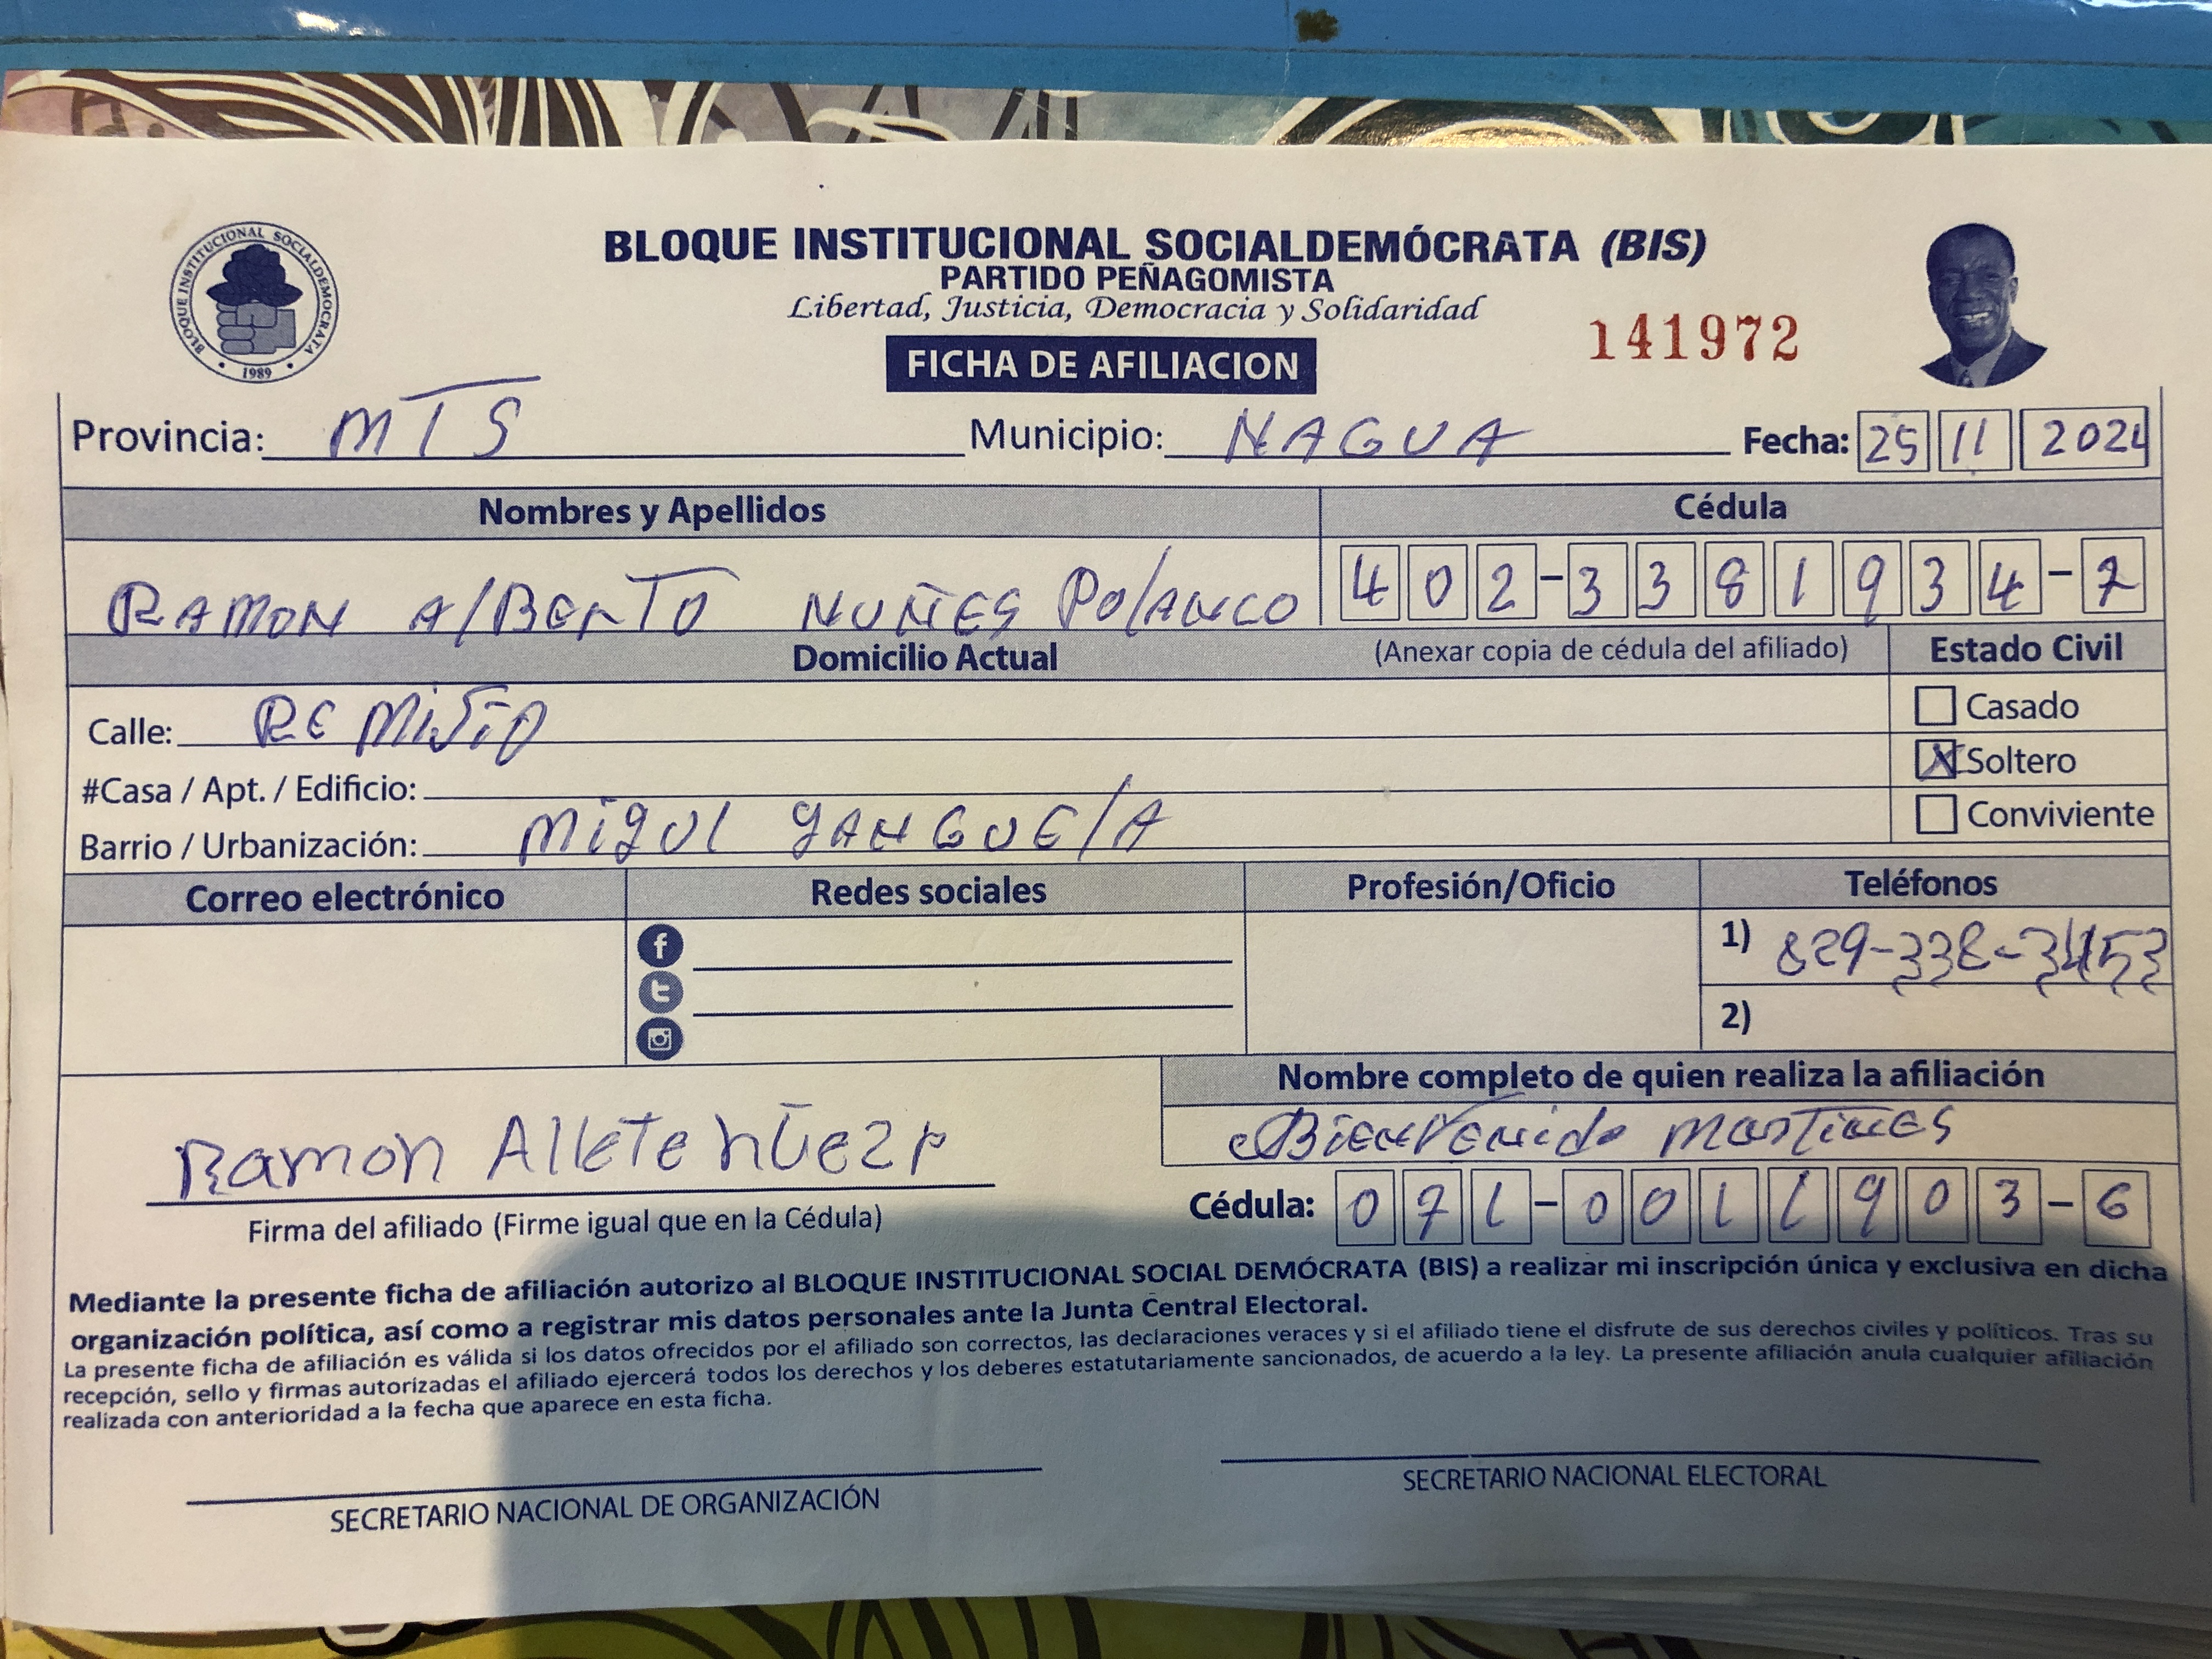 BLOQUE INSTITUCIONAL SOCIALDEMÓCRATA
1989
BLOQUE INSTITUCIONAL SOCIALDEMÓCRATA (BIS)
PARTIDO PEÑAGOMISTA
Libertad, Justicia, Democracia y Solidaridad
141972
FICHA DE AFILIACION
Provincia: MTS Municipio: NAGUA Fecha: 25 11 2024
Nombres y Apellidos Cédula
RAMON AlBERTO NUÑES POlANCO 402-3381934-7
Domicilio Actual (Anexar copia de cédula del afiliado) Estado Civil
Calle: Casado
#Casa / Apt. / Edificio: X Soltero
Barrio / Urbanización: MigUl YANGUElA Conviviente
Correo electrónico Redes sociales Profesión/Oficio Teléfonos
1) 829-338-3453
2)
Nombre completo de quien realiza la afiliación
Ramon Bienvenido Martines
Firma del afiliado (Firme igual que en la Cédula) Cédula: 071-0011903-6
Mediante la presente ficha de afiliación autorizo al BLOQUE INSTITUCIONAL SOCIAL DEMÓCRATA (BIS) a realizar mi inscripción única y exclusiva en dicha
organización política, así como a registrar mis datos personales ante la Junta Central Electoral.
La presente ficha de afiliación es válida si los datos ofrecidos por el afiliado son correctos, las declaraciones veraces y si el afiliado tiene el disfrute de sus derechos civiles y políticos. Tras su
recepción, sello y firmas autorizadas el afiliado ejercerá todos los derechos y los deberes estatutariamente sancionados, de acuerdo a la ley. La presente afiliación anula cualquier afiliación
realizada con anterioridad a la fecha que aparece en esta ficha.
SECRETARIO NACIONAL DE ORGANIZACIÓN SECRETARIO NACIONAL ELECTORAL